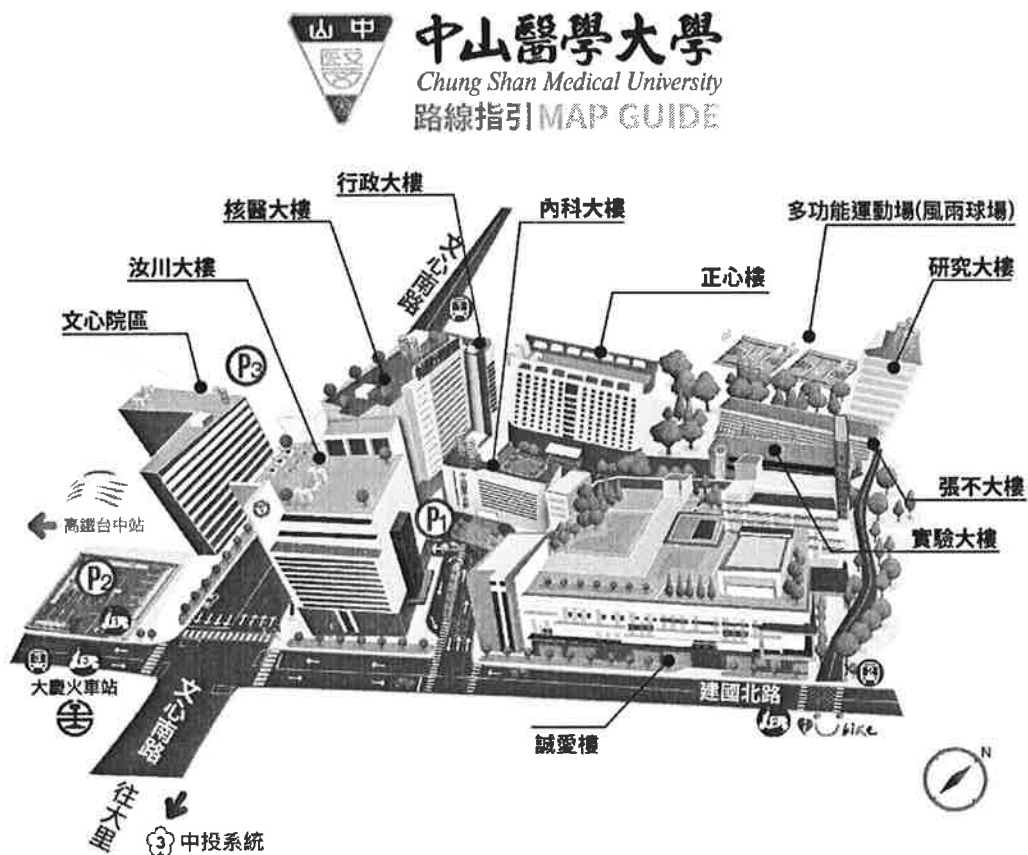 中山
中山醫學大學
Chung Shan Medical University
路線指引 MAP GUIDE
行政大樓
核醫大樓
內科大樓
多功能運動場(風雨球場)
汝川大樓
文心南路
正心樓
研究大樓
文心院區
P3
張不大樓
高鐵台中站
P1
實驗大樓
P2
大慶火車站
建國北路
文心南路
誠愛樓
bike
N
往大里
3 中投系統